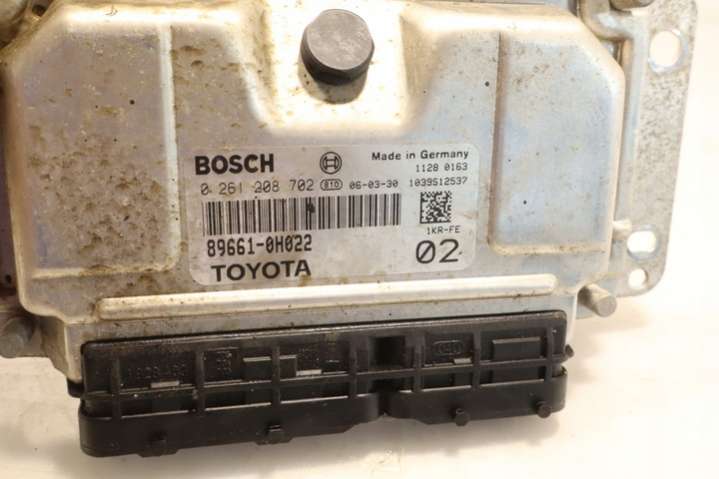 BOSCH
Made in Germany
1128 0163
0 261 208 702 810 06-03-30 1039S12537
1KR-FE
89661-0H022
02
TOYOTA